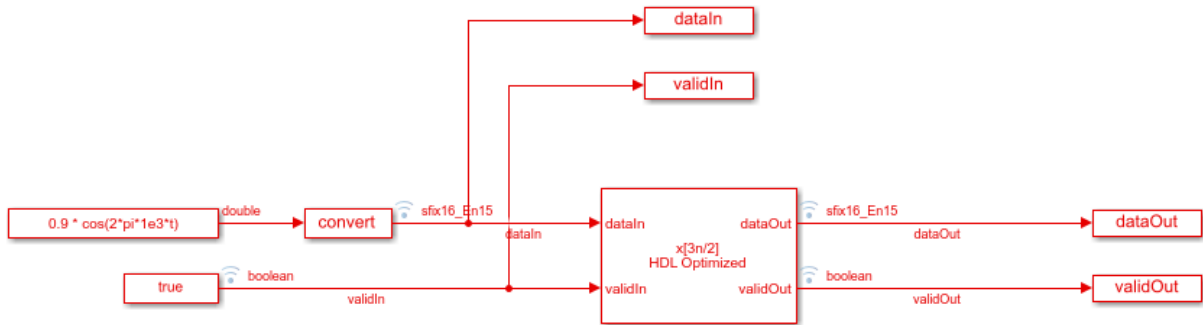 dataIn
validIn
0.9 * cos(2*pi*1e3*t)
double
convert
sfix16_En15
dataIn
true
boolean
validIn
dataIn
validIn
x[3n/2]
HDL Optimized
dataOut
validOut
sfix16_En15
dataOut
boolean
validOut
dataOut
validOut